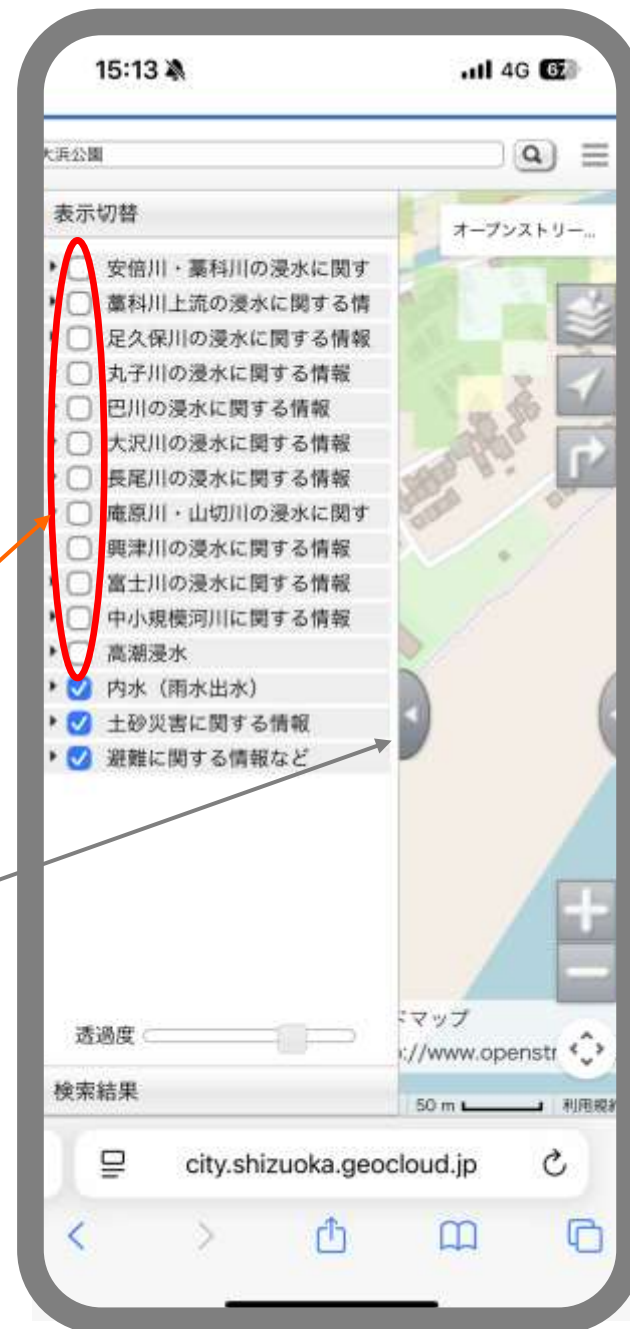 15:13
4G 67
大浜公園
表示切替
オープンストリー...
安倍川・藁科川の浸水に関す
藁科川上流の浸水に関する情
足久保川の浸水に関する情報
丸子川の浸水に関する情報
巴川の浸水に関する情報
大沢川の浸水に関する情報
長尾川の浸水に関する情報
庵原川・山切川の浸水に関す
興津川の浸水に関する情報
富士川の浸水に関する情報
中小規模河川に関する情報
高潮浸水
内水（雨水出水）
土砂災害に関する情報
避難に関する情報など
透過度
ドマップ
://www.openstr
検索結果
50 m
利用規約
city.shizuoka.geocloud.jp